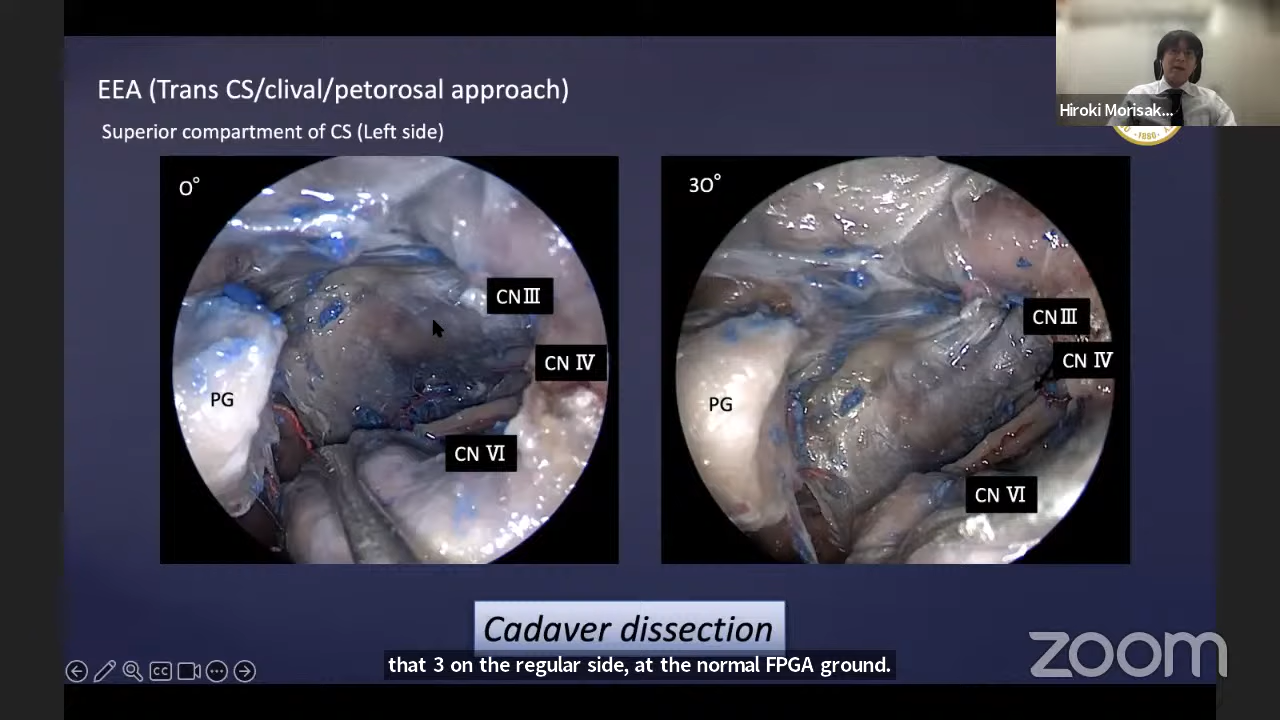 EEA (Trans CS/clival/petorosal approach)
Superior compartment of CS (Left side)
Hiroki Morisak...
1860
0°
CN Ⅲ
CN Ⅳ
PG
CN Ⅵ
30°
CN Ⅲ
CN Ⅳ
PG
CN Ⅵ
Cadaver dissection
that 3 on the regular side, at the normal FPGA ground.
CC
zoom